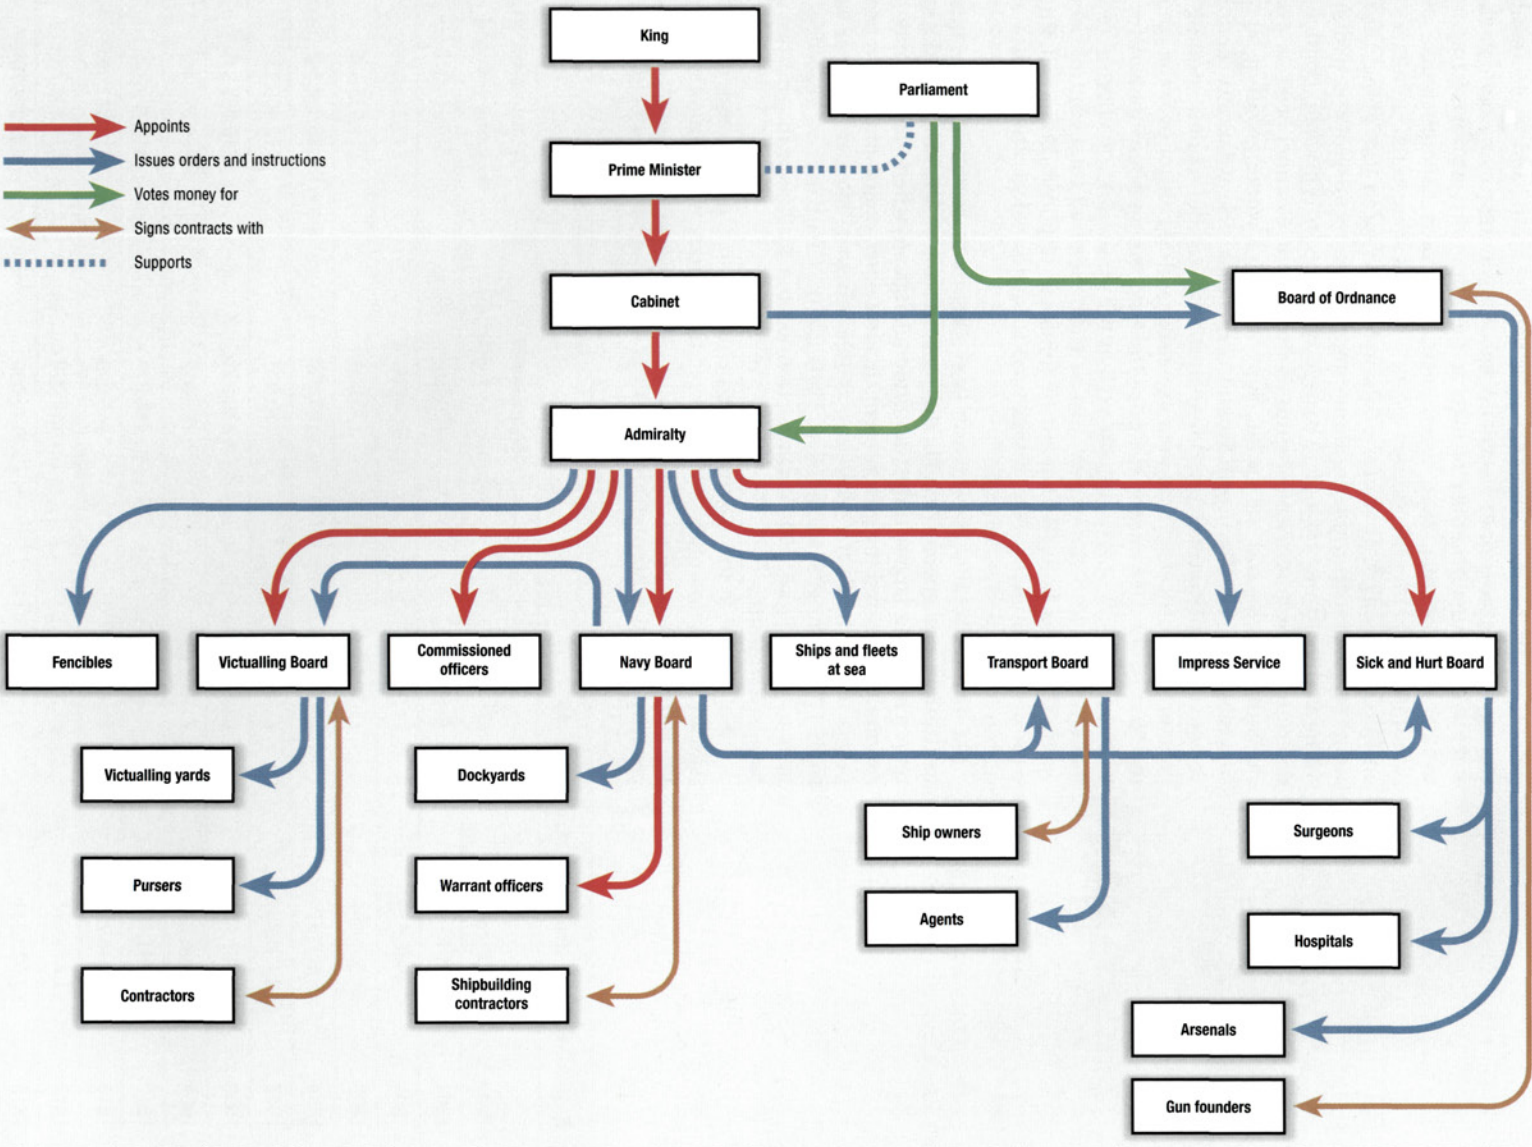 King
Parliament
Appoints
Issues orders and instructions
Prime Minister
Votes money for
Signs contracts with
Supports
Cabinet
Board of Ordnance
Admiralty
Fencibles
Victualling Board
Commissioned
officers
Navy Board
Ships and fleets
at sea
Transport Board
Impress Service
Sick and Hurt Board
Victualling yards
Dockyards
Ship owners
Surgeons
Pursers
Warrant officers
Agents
Hospitals
Contractors
Shipbuilding
contractors
Arsenals
Gun founders